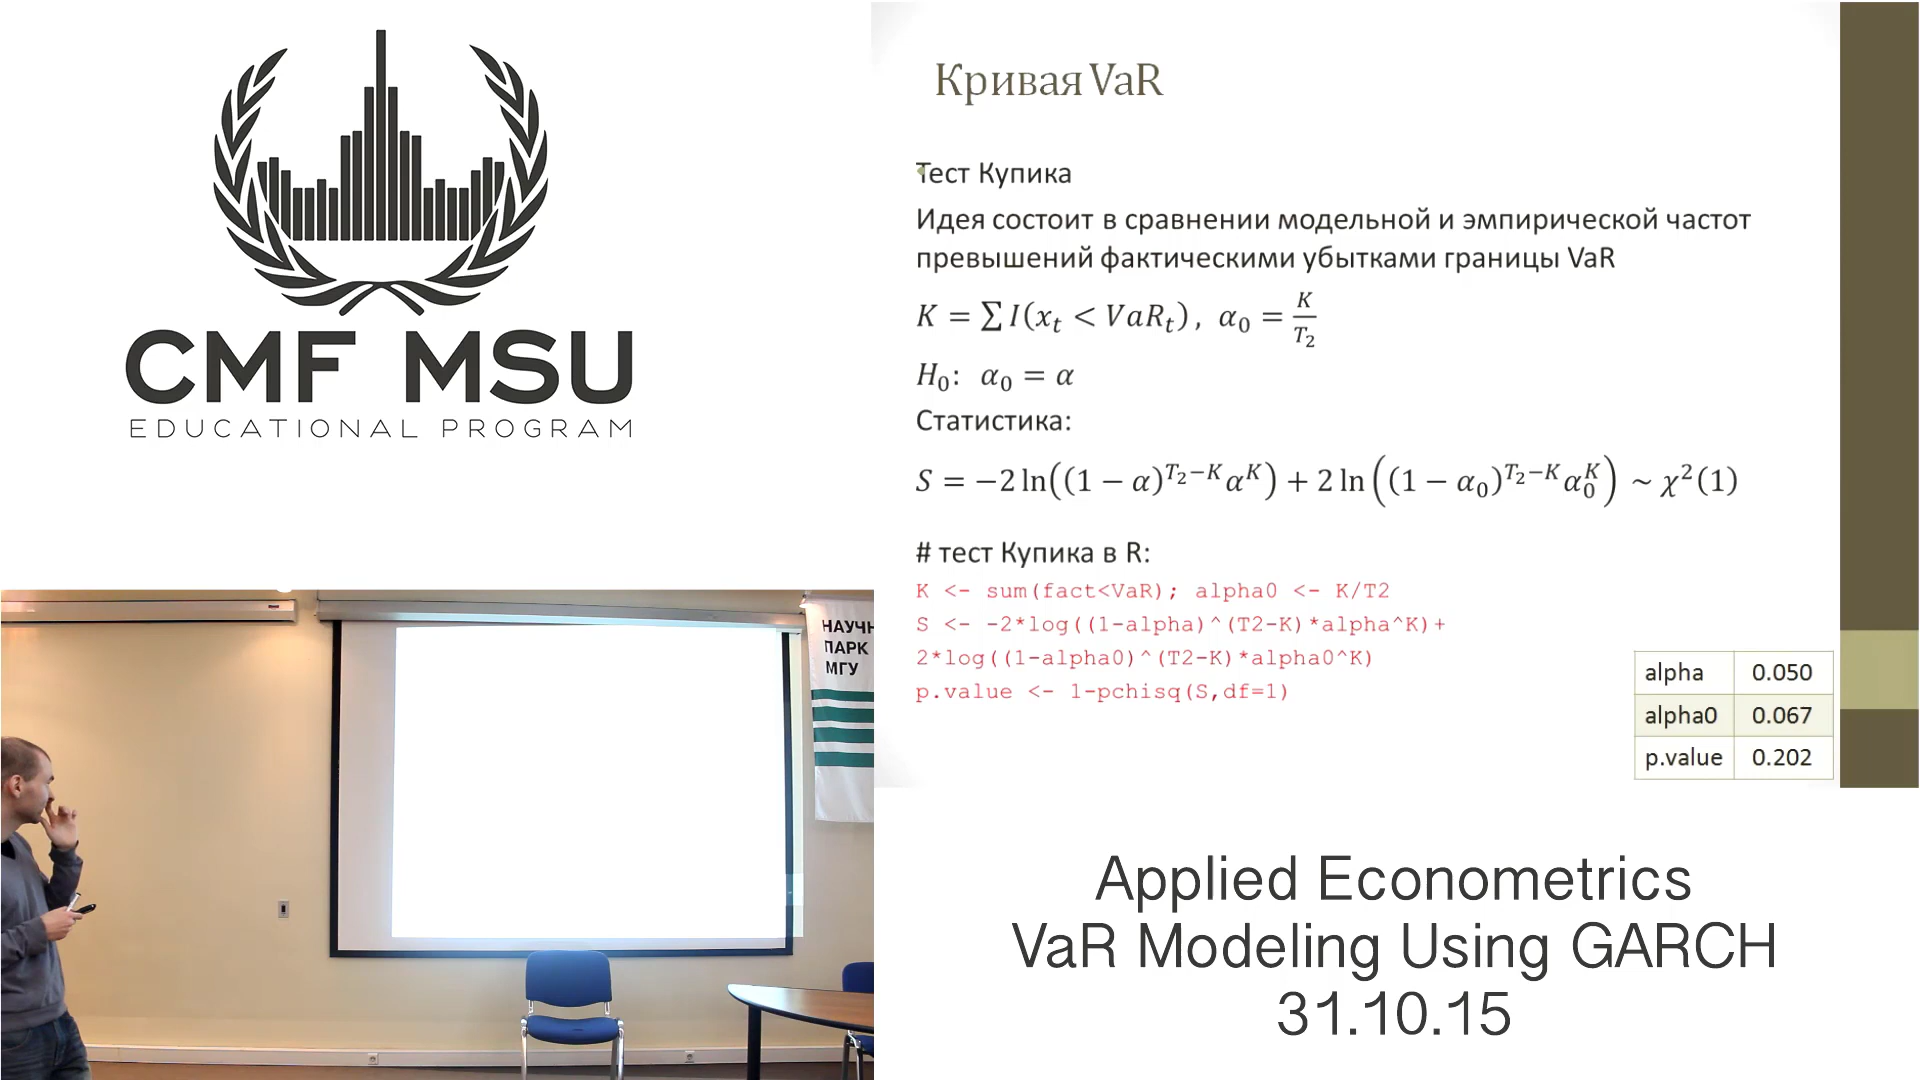 CMF MSU
EDUCATIONAL PROGRAM
Кривая VaR
Тест Купика
Идея состоит в сравнении модельной и эмпирической частот
превышений фактическими убытками границы VaR
K = ∑ I(x_t < VaR_t) , α_0 = K/T_2
H_0: α_0 = α
Статистика:
S = −2 ln((1 − α)^{T_2−K} α^K) + 2 ln((1 − α_0)^{T_2−K} α_0^K) ~ χ^2(1)
# тест Купика в R:
K <- sum(fact<VaR); alpha0 <- K/T2
S <- -2*log((1-alpha)^(T2-K)*alpha^K)+
2*log((1-alpha0)^(T2-K)*alpha0^K)
p.value <- 1-pchisq(S,df=1)
alpha 0.050
alpha0 0.067
p.value 0.202
НАУЧН
ПАРК
МГУ
Applied Econometrics
VaR Modeling Using GARCH
31.10.15